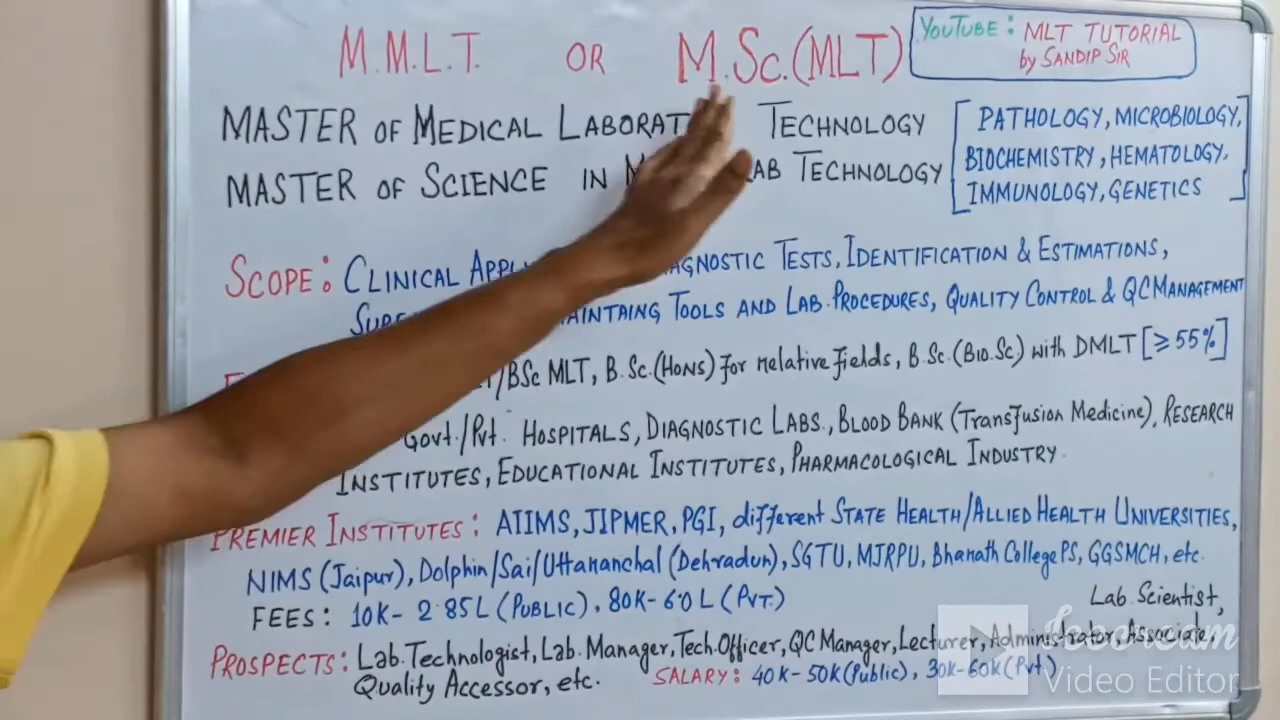 M.M.L.T. OR M.Sc.(MLT)
YOUTUBE: MLT TUTORIAL
by SANDIP SIR
MASTER OF MEDICAL LABORAT TECHNOLOGY
MASTER OF SCIENCE IN M LAB TECHNOLOGY
[PATHOLOGY, MICROBIOLOGY,
BIOCHEMISTRY, HEMATOLOGY,
IMMUNOLOGY, GENETICS]
SCOPE: CLINICAL APPL AGNOSTIC TESTS, IDENTIFICATION & ESTIMATIONS,
SUPE MAINTAING TOOLS AND LAB. PROCEDURES, QUALITY CONTROL & QC MANAGEMENT
/BSc MLT, B.Sc.(HONS) for relative fields, B.Sc.(BIO.SC) with DMLT [≥55%]
Govt./Pvt. HOSPITALS, DIAGNOSTIC LABS., BLOOD BANK (Transfusion Medicine), RESEARCH
INSTITUTES, EDUCATIONAL INSTITUTES, PHARMACOLOGICAL INDUSTRY.
PREMIER INSTITUTES: AIIMS, JIPMER, PGI, different STATE HEALTH/ALLIED HEALTH UNIVERSITIES,
NIMS (Jaipur), Dolphin/Sai/Uttaranchal (Dehradun), SGTU, MJRPU, Bharath College PS, GGSMCH, etc.
FEES: 10K-2.85L (PUBLIC), 80K-6.0L (PVT.)
Lab Scientist,
PROSPECTS: Lab. Technologist, Lab. Manager, Tech. Officer, QC Manager, Lecturer, Administrator, Associate,
Quality Accessor, etc. SALARY: 40K-50K (Public), 30K-60K (Pvt.)
Icecream
Video Editor